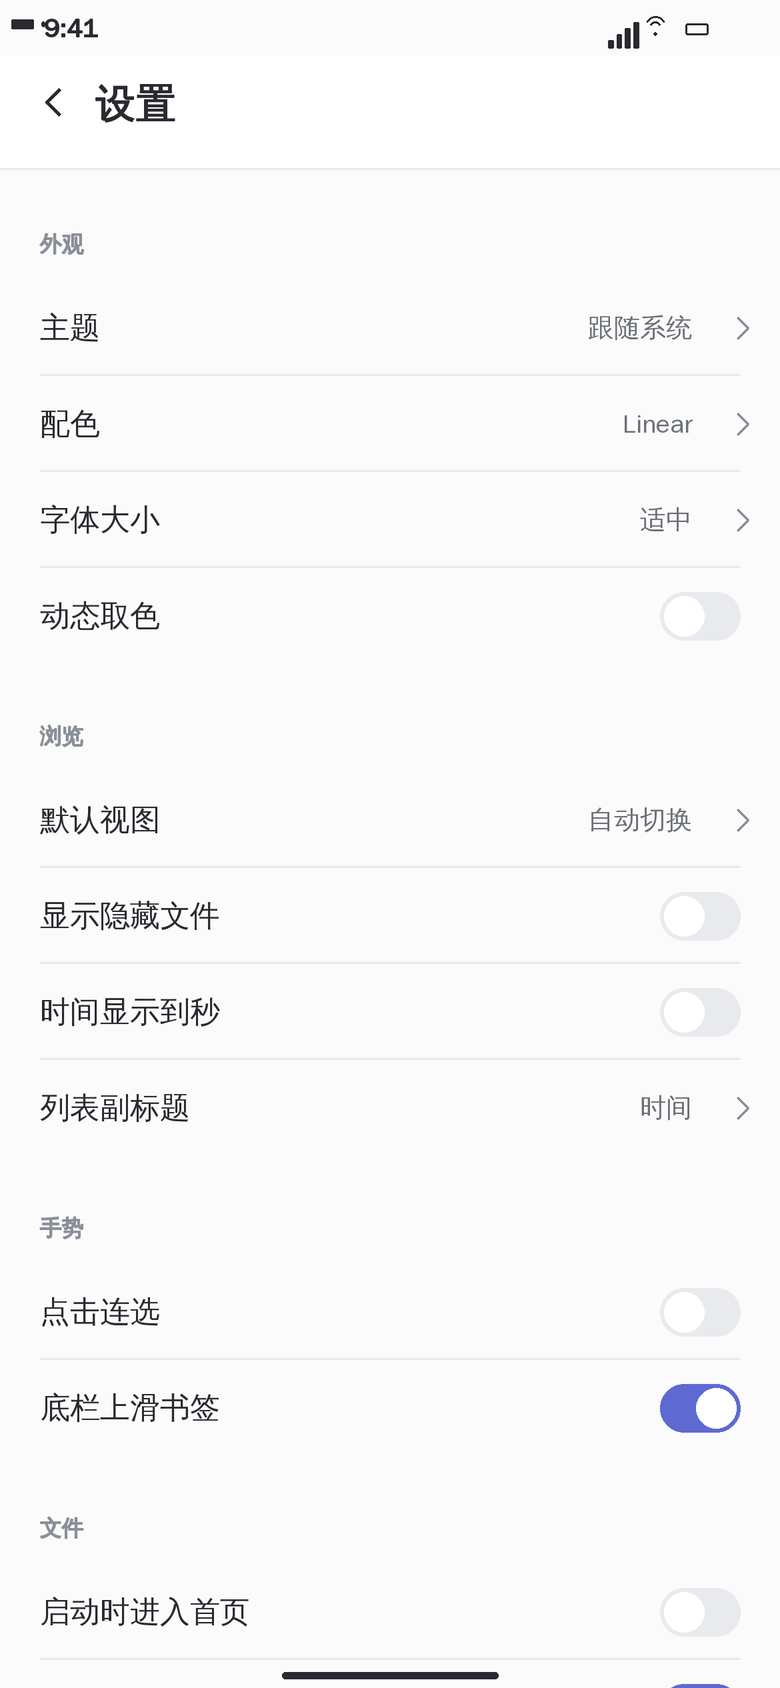 9:41
设置
外观
主题
跟随系统
配色
Linear
字体大小
适中
动态取色
浏览
默认视图
自动切换
显示隐藏文件
时间显示到秒
列表副标题
时间
手势
点击连选
底栏上滑书签
文件
启动时进入首页